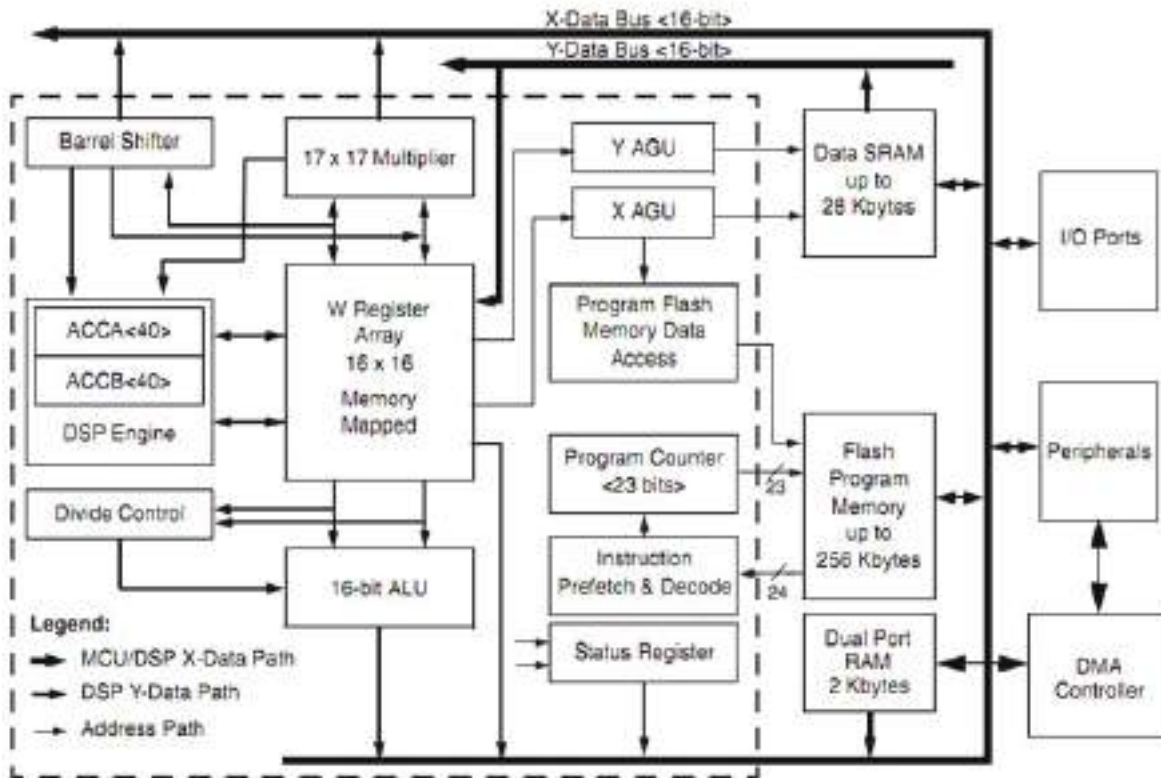 X-Data Bus <16-bit>
Y-Data Bus <16-bit>
Barrel Shifter
17 x 17 Multiplier
Y AGU
X AGU
Data SRAM
up to
28 Kbytes
I/O Ports
W Register
Array
16 x 16
Memory
Mapped
Program Flash
Memory Data
Access
ACCA<40>
ACCB<40>
DSP Engine
Program Counter
<23 bits>
23
Flash
Program
Memory
up to
256 Kbytes
Peripherals
Divide Control
16-bit ALU
Instruction
Prefetch & Decode
24
Legend:
MCU/DSP X-Data Path
DSP Y-Data Path
Address Path
Status Register
Dual Port
RAM
2 Kbytes
DMA
Controller